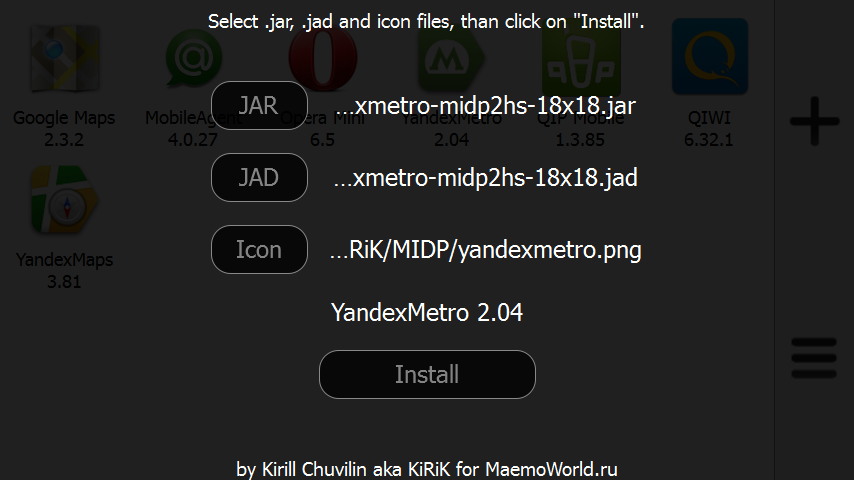 Select .jar, .jad and icon files, than click on "Install".
JAR ...xmetro-midp2hs-18x18.jar
Google Maps MobileAgent Opera Mini YandexMetro QIP Mobile QIWI
2.3.2 4.0.27 6.5 2.04 1.3.85 6.32.1
JAD ...xmetro-midp2hs-18x18.jad
Icon ...RiK/MIDP/yandexmetro.png
YandexMaps
3.81
YandexMetro 2.04
Install
by Kirill Chuvilin aka KiRiK for MaemoWorld.ru